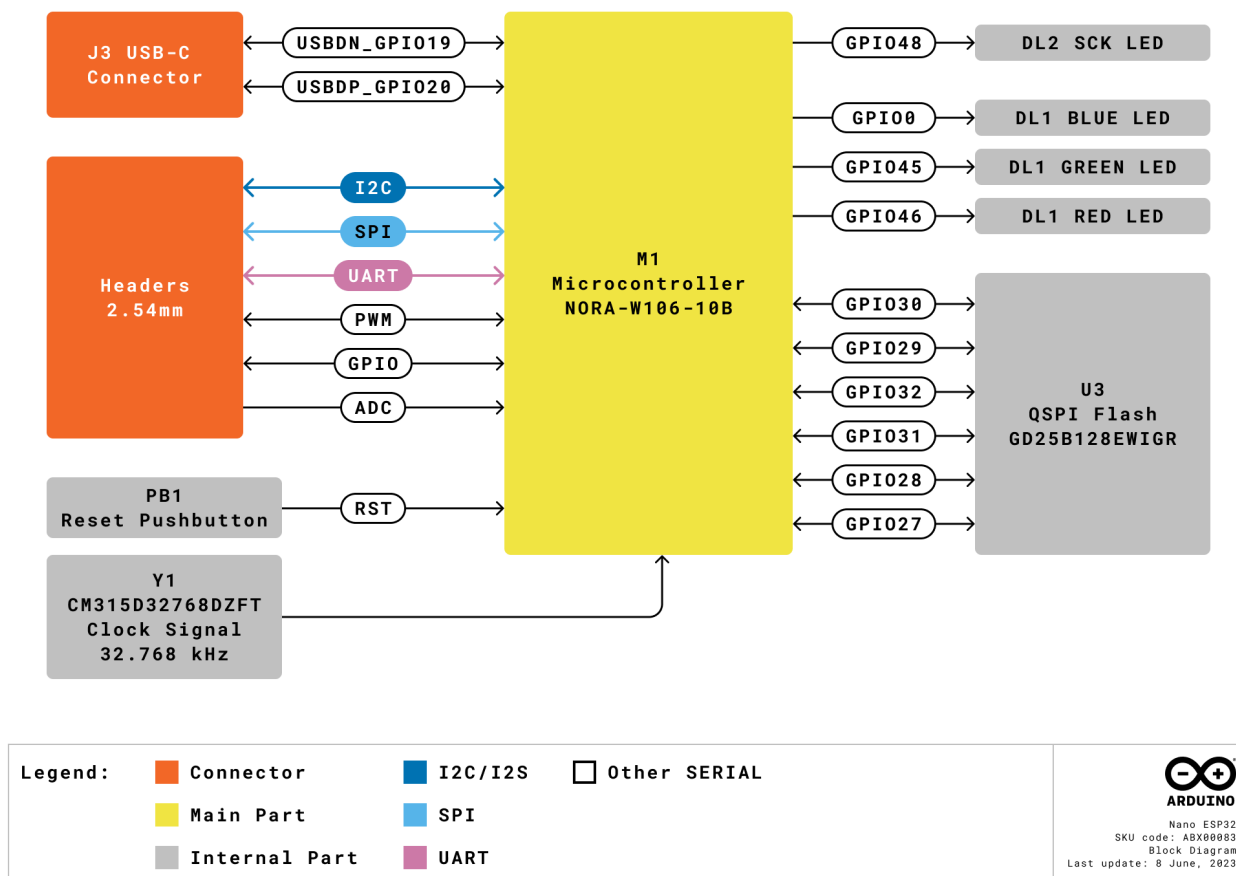 J3 USB-C
Connector
USBDN_GPIO19
USBDP_GPIO20
Headers
2.54mm
I2C
SPI
UART
PWM
GPIO
ADC
PB1
Reset Pushbutton
RST
Y1
CM315D32768DZFT
Clock Signal
32.768 kHz
M1
Microcontroller
NORA-W106-10B
GPIO48
DL2 SCK LED
GPIO0
DL1 BLUE LED
GPIO45
DL1 GREEN LED
GPIO46
DL1 RED LED
GPIO30
GPIO29
GPIO32
GPIO31
GPIO28
GPIO27
U3
QSPI Flash
GD25B128EWIGR
Legend:
Connector
Main Part
Internal Part
I2C/I2S
SPI
UART
Other SERIAL
ARDUINO
Nano ESP32
SKU code: ABX00083
Block Diagram
Last update: 8 June, 2023